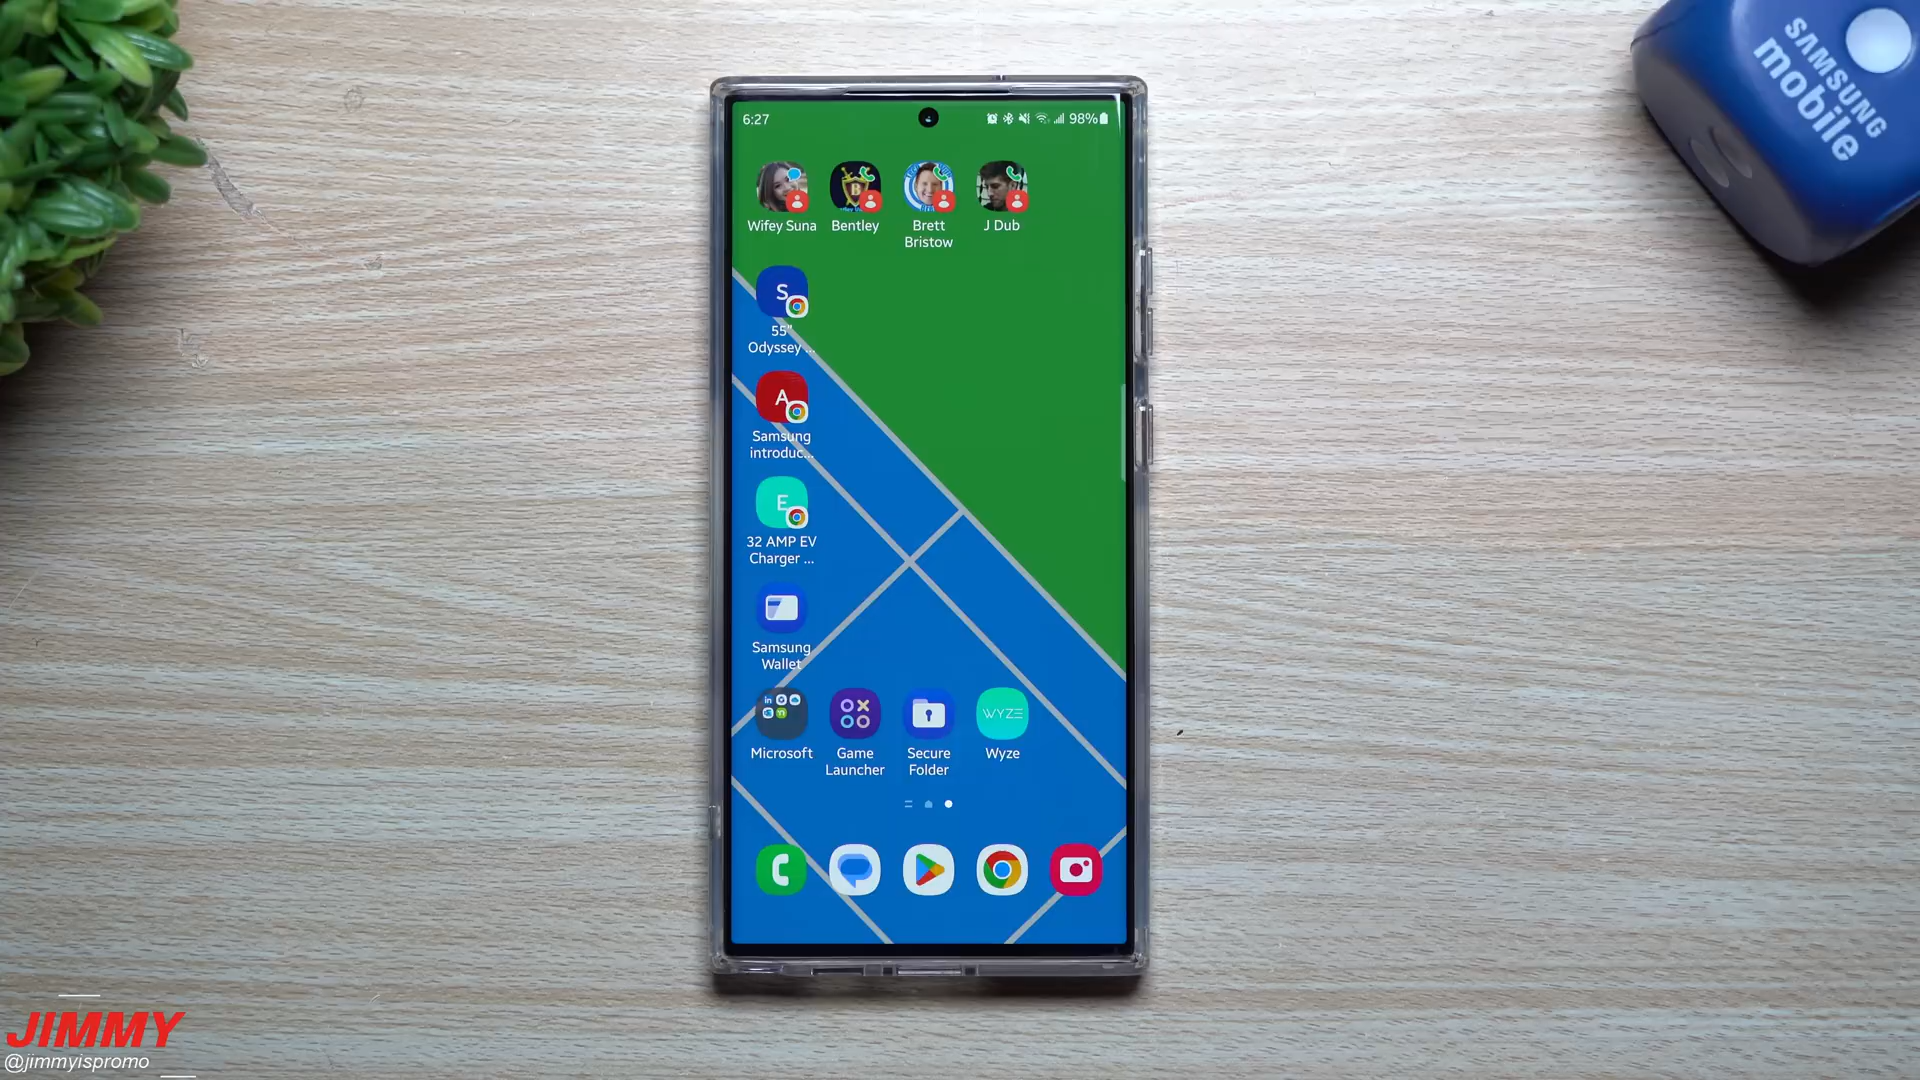 SAMSUNG
mobile
6:27
98%
Wifey Suna
Bentley
Brett
Bristow
J Dub
S
55"
Odyssey ...
A
Samsung
introduc...
E
32 AMP EV
Charger ...
Samsung
Wallet
in
B
Microsoft
Game
Launcher
Secure
Folder
WYZE
Wyze
JIMMY
@jimmyispromo